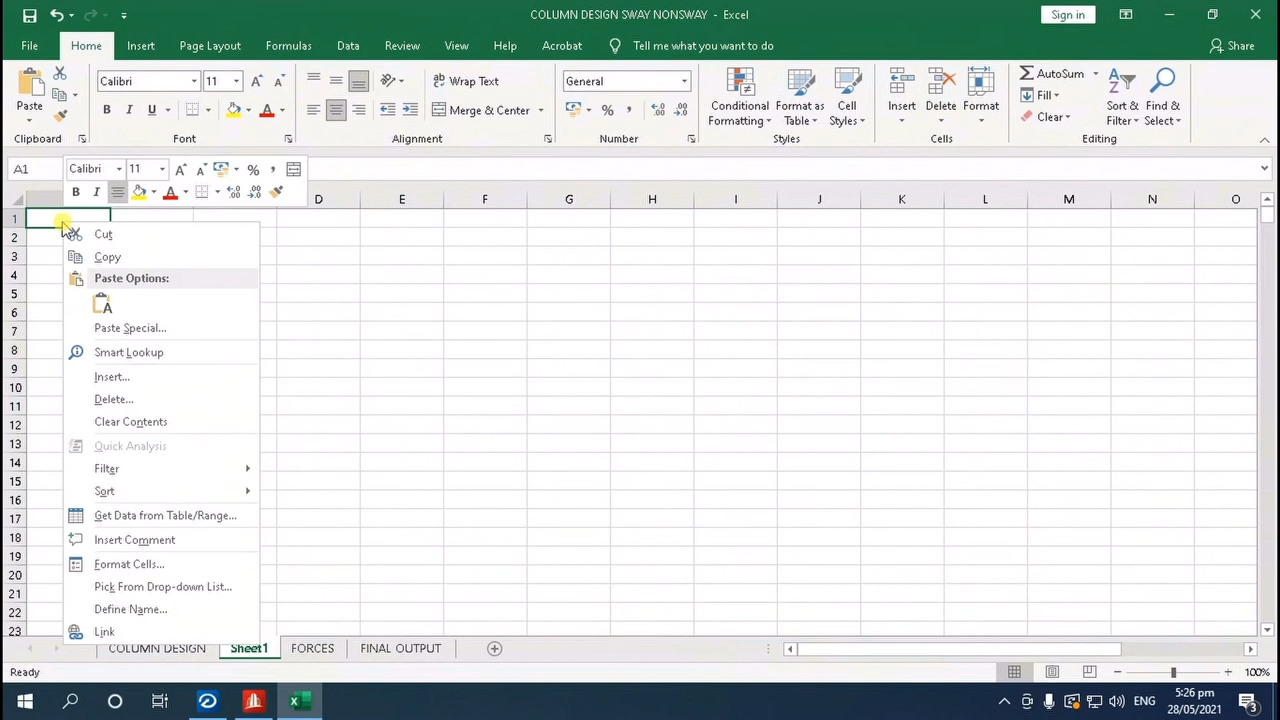 COLUMN DESIGN SWAY NONSWAY - Excel
Sign in
File Home Insert Page Layout Formulas Data Review View Help Acrobat Tell me what you want to do Share
Paste
Clipboard
Calibri 11
B I U A
Font
Wrap Text
Merge & Center
Alignment
General
% ,
Number
Conditional Formatting
Format as Table
Cell Styles
Styles
Insert Delete Format
Cells
AutoSum
Fill
Clear
Sort & Filter
Find & Select
Editing
A1
Calibri 11 A A % ,
B I A
D E F G H I J K L M N O
1
2
3
4
5
6
7
8
9
10
11
12
13
14
15
16
17
18
19
20
21
22
23
Cut
Copy
Paste Options:
Paste Special...
Smart Lookup
Insert...
Delete...
Clear Contents
Quick Analysis
Filter
Sort
Get Data from Table/Range...
Insert Comment
Format Cells...
Pick From Drop-down List...
Define Name...
Link
COLUMN DESIGN Sheet1 FORCES FINAL OUTPUT
Ready
100%
ENG
5:26 pm
28/05/2021
3